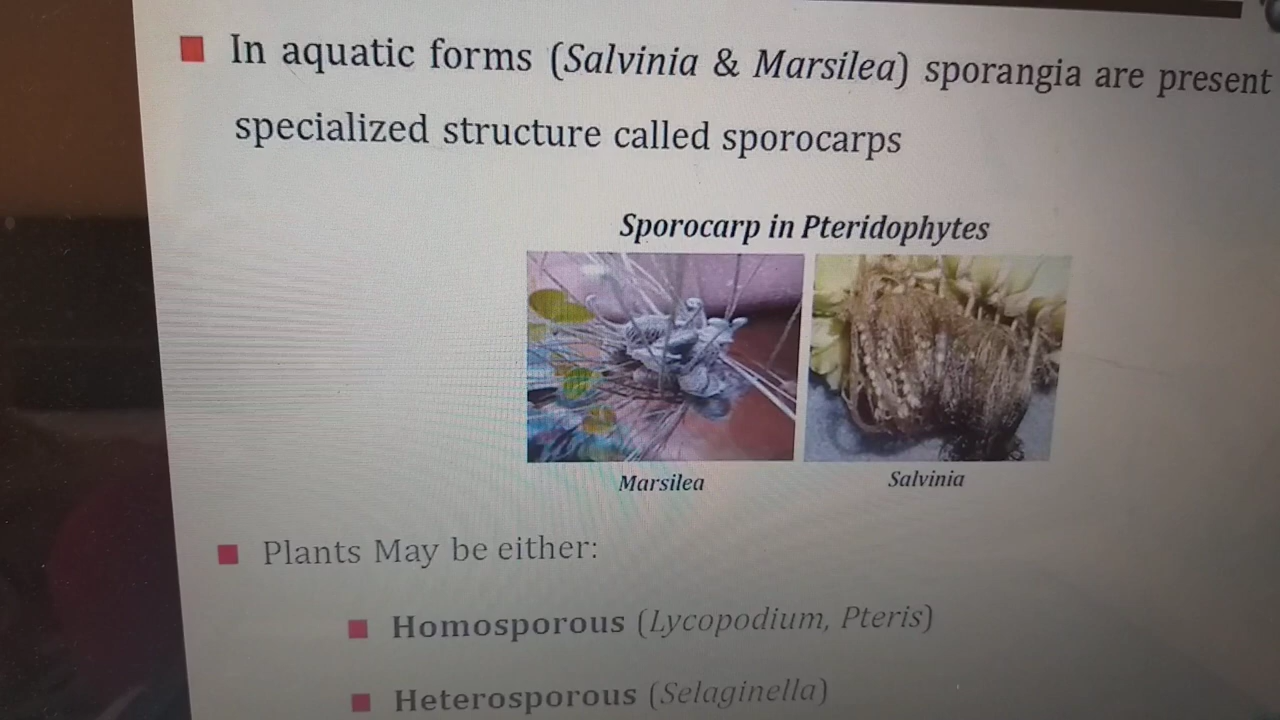 In aquatic forms (Salvinia & Marsilea) sporangia are present
specialized structure called sporocarps
Sporocarp in Pteridophytes
Marsilea
Salvinia
Plants May be either:
Homosporous (Lycopodium, Pteris)
Heterosporous (Selaginella)